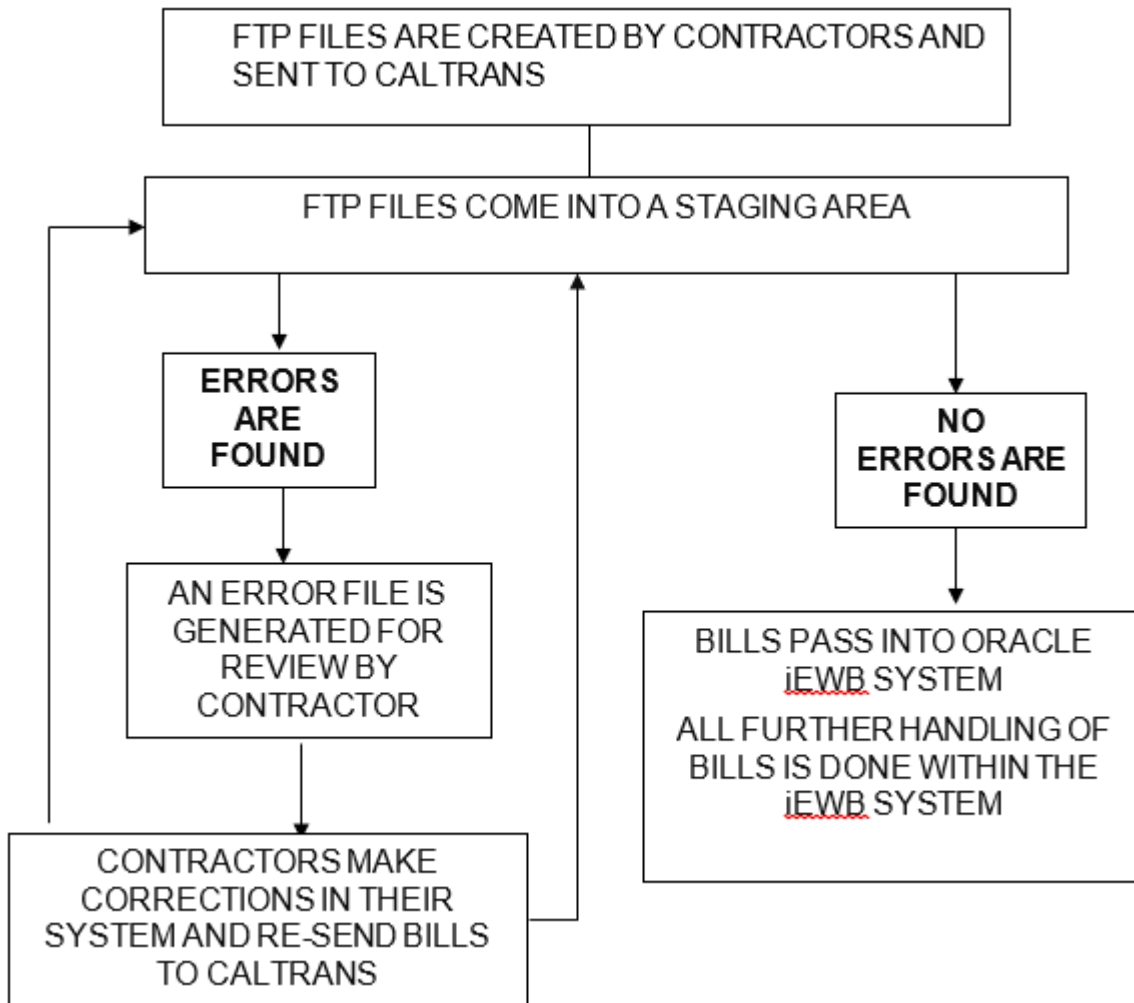 FTP FILES ARE CREATED BY CONTRACTORS AND
SENT TO CALTRANS
FTP FILES COME INTO A STAGING AREA
ERRORS
ARE
FOUND
NO
ERRORS ARE
FOUND
AN ERROR FILE IS
GENERATED FOR
REVIEW BY
CONTRACTOR
BILLS PASS INTO ORACLE
iEWB SYSTEM
ALL FURTHER HANDLING OF
BILLS IS DONE WITHIN THE
iEWB SYSTEM
CONTRACTORS MAKE
CORRECTIONS IN THEIR
SYSTEM AND RE-SEND BILLS
TO CALTRANS